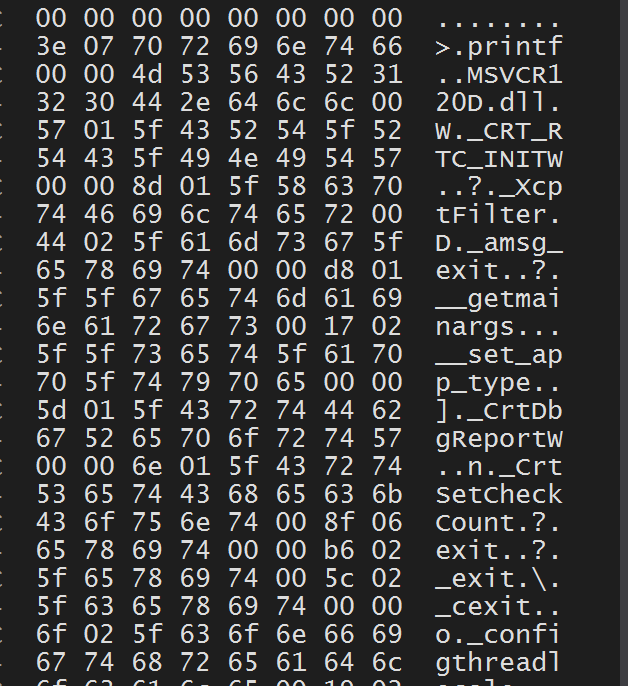 00 00 00 00 00 00 00 00 ........
3e 07 70 72 69 6e 74 66 >.printf
00 00 4d 53 56 43 52 31 ..MSVCR1
32 30 44 2e 64 6c 6c 00 20D.dll.
57 01 5f 43 52 54 5f 52 W._CRT_R
54 43 5f 49 4e 49 54 57 TC_INITW
00 00 8d 01 5f 58 63 70 ..?._Xcp
74 46 69 6c 74 65 72 00 tFilter.
44 02 5f 61 6d 73 67 5f D._amsg_
65 78 69 74 00 00 d8 01 exit..?.
5f 5f 67 65 74 6d 61 69 __getmai
6e 61 72 67 73 00 17 02 nargs...
5f 5f 73 65 74 5f 61 70 __set_ap
70 5f 74 79 70 65 00 00 p_type..
5d 01 5f 43 72 74 44 62 ]._CrtDb
67 52 65 70 6f 72 74 57 gReportW
00 00 6e 01 5f 43 72 74 ..n._Crt
53 65 74 43 68 65 63 6b SetCheck
43 6f 75 6e 74 00 8f 06 Count.?.
65 78 69 74 00 00 b6 02 exit..?.
5f 65 78 69 74 00 5c 02 _exit.\.
5f 63 65 78 69 74 00 00 _cexit..
6f 02 5f 63 6f 6e 66 69 o._confi
67 74 68 72 65 61 64 6c gthreadl